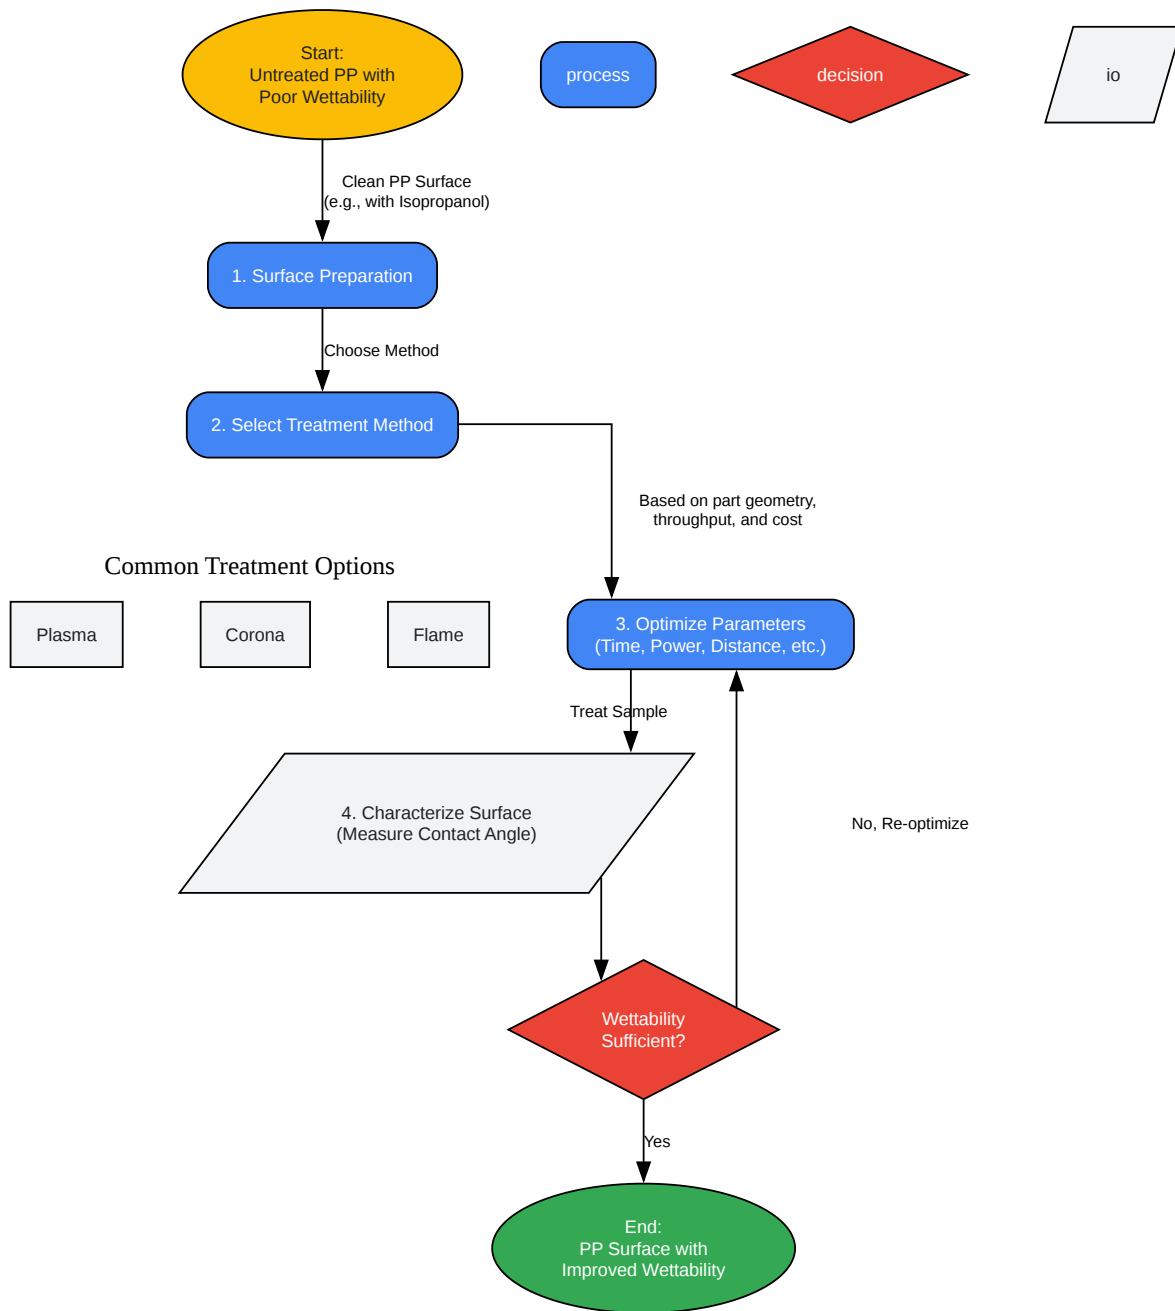 Start:
Untreated PP with
Poor Wettability
process
decision
io
Clean PP Surface
(e.g., with Isopropanol)
1. Surface Preparation
Choose Method
2. Select Treatment Method
Based on part geometry,
throughput, and cost
Common Treatment Options
Plasma
Corona
Flame
3. Optimize Parameters
(Time, Power, Distance, etc.)
Treat Sample
4. Characterize Surface
(Measure Contact Angle)
No, Re-optimize
Wettability
Sufficient?
Yes
End:
PP Surface with
Improved Wettability